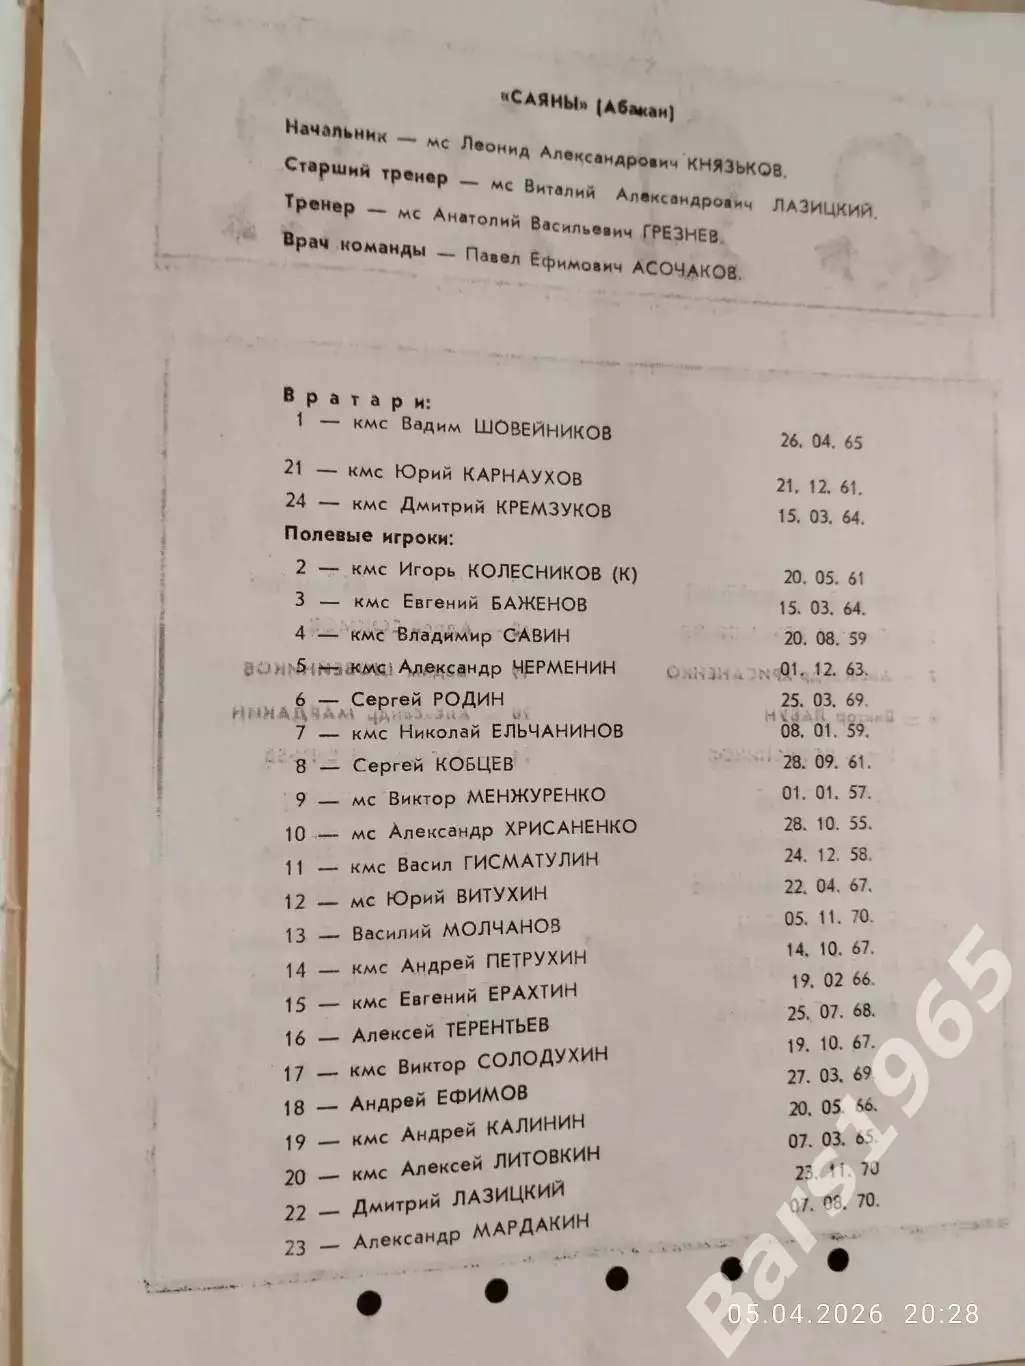 «САЯНЫ» (Абакан)
Начальник — мс Леонид Александрович КНЯЗЬКОВ.
Старший тренер — мс Виталий Александрович ЛАЗИЦКИЙ.
Тренер — мс Анатолий Васильевич ГРЕЗНЕВ.
Врач команды — Павел Ефимович АСОЧАКОВ.
Вратари:
1 — кмс Вадим ШОВЕЙНИКОВ 26. 04. 65
21 — кмс Юрий КАРНАУХОВ 21. 12. 61.
24 — кмс Дмитрий КРЕМЗУКОВ 15. 03. 64.
Полевые игроки:
2 — кмс Игорь КОЛЕСНИКОВ (К) 20. 05. 61
3 — кмс Евгений БАЖЕНОВ 15. 03. 64.
4 — кмс Владимир САВИН 20. 08. 59
5 — кмс Александр ЧЕРМЕНИН 01. 12. 63.
6 — Сергей РОДИН 25. 03. 69.
7 — кмс Николай ЕЛЬЧАНИНОВ 08. 01. 59.
8 — Сергей КОБЦЕВ 28. 09. 61.
9 — мс Виктор МЕНЖУРЕНКО 01. 01. 57.
10 — мс Александр ХРИСАНЕНКО 28. 10. 55.
11 — кмс Васил ГИСМАТУЛИН 24. 12. 58.
12 — мс Юрий ВИТУХИН 22. 04. 67.
13 — Василий МОЛЧАНОВ 05. 11. 70.
14 — кмс Андрей ПЕТРУХИН 14. 10. 67.
15 — кмс Евгений ЕРАХТИН 19. 02 66.
16 — Алексей ТЕРЕНТЬЕВ 25. 07. 68.
17 — кмс Виктор СОЛОДУХИН 19. 10. 67.
18 — Андрей ЕФИМОВ 27. 03. 69
19 — кмс Андрей КАЛИНИН 20. 05. 66.
20 — кмс Алексей ЛИТОВКИН 07. 03. 65.
22 — Дмитрий ЛАЗИЦКИЙ 23. 11. 70
23 — Александр МАРДАКИН 07. 08. 70.
Bars1965
05.04.2026 20:28